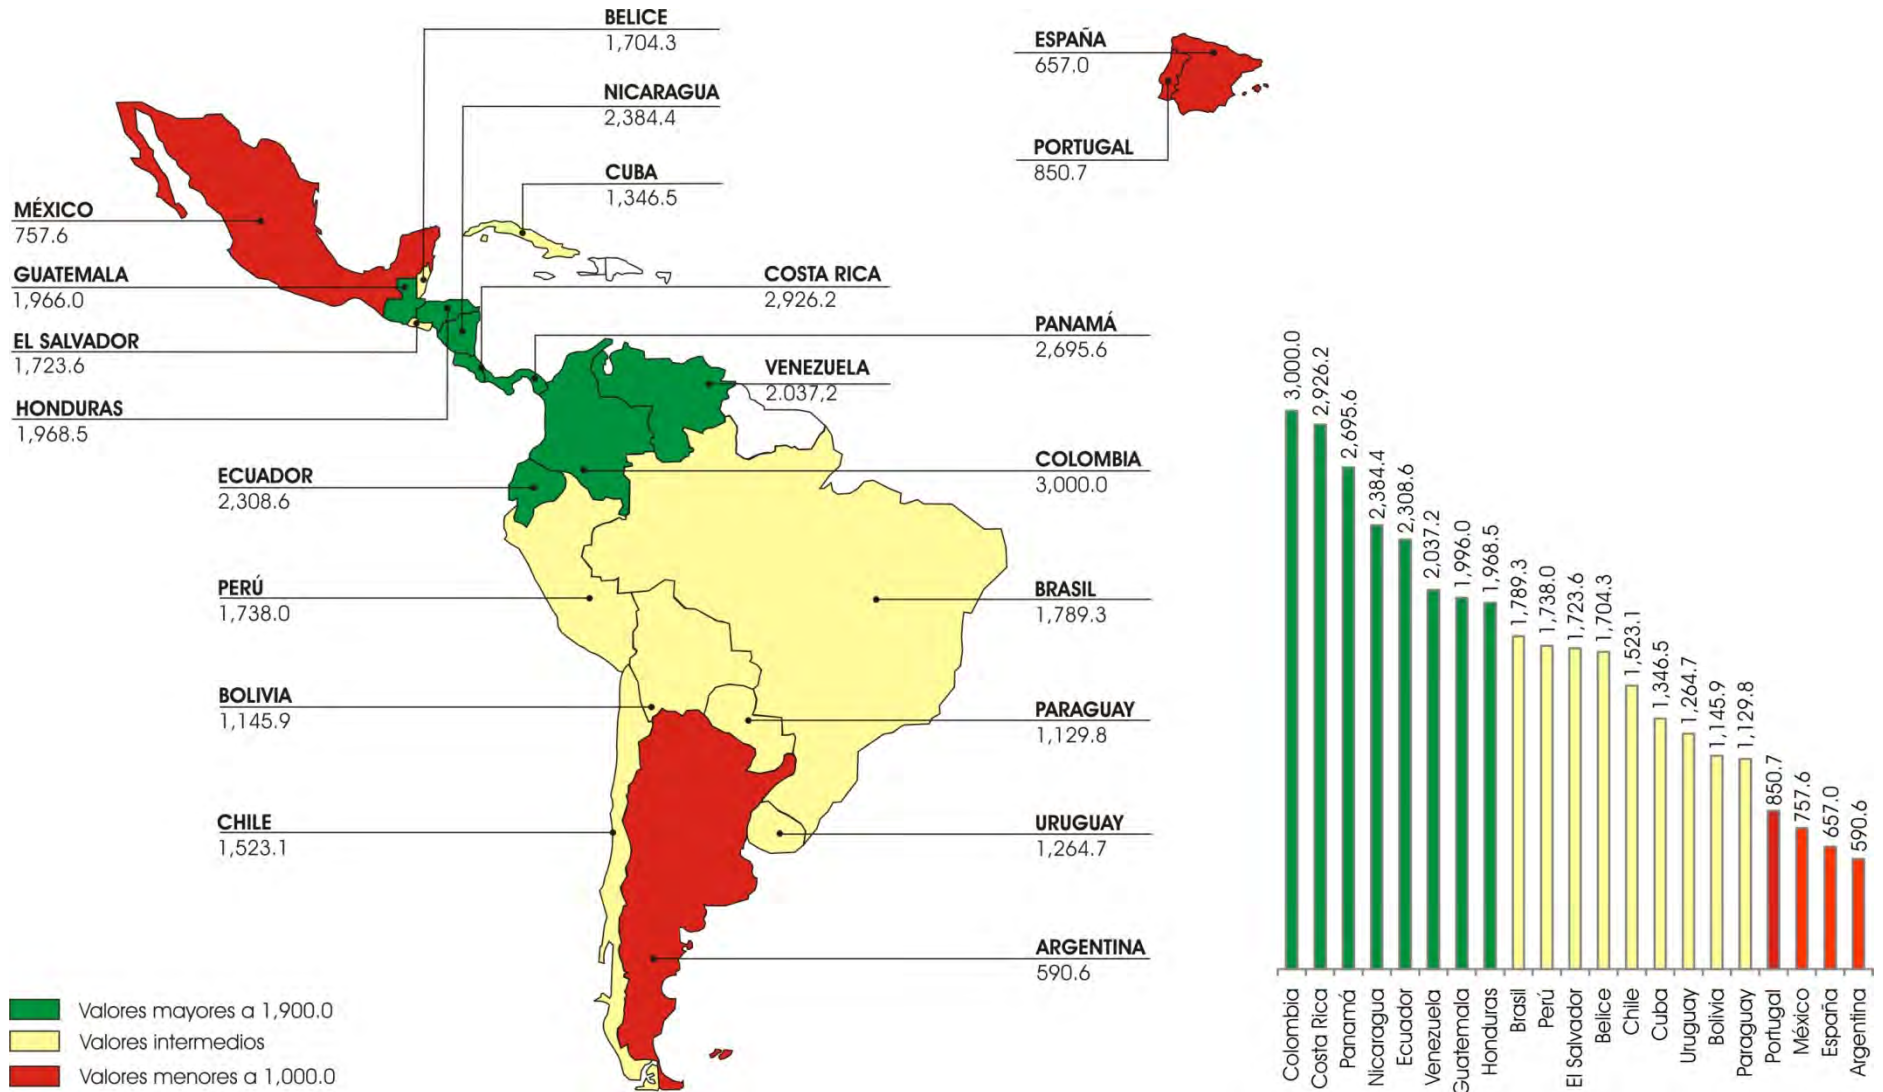 BELICE
1,704.3
NICARAGUA
2,384.4
CUBA
1,346.5
ESPAÑA
657.0
PORTUGAL
850.7
MÉXICO
757.6
GUATEMALA
1,966.0
EL SALVADOR
1,723.6
HONDURAS
1,968.5
COSTA RICA
2,926.2
PANAMÁ
2,695.6
VENEZUELA
2.037,2
COLOMBIA
3,000.0
ECUADOR
2,308.6
PERÚ
1,738.0
BRASIL
1,789.3
BOLIVIA
1,145.9
PARAGUAY
1,129.8
CHILE
1,523.1
URUGUAY
1,264.7
ARGENTINA
590.6
Valores mayores a 1,900.0
Valores intermedios
Valores menores a 1,000.0
3,000.0
2,926.2
2,695.6
2,384.4
2,308.6
2,037.2
1,996.0
1,968.5
1,789.3
1,738.0
1,723.6
1,704.3
1,523.1
1,346.5
1,264.7
1,145.9
1,129.8
850.7
757.6
657.0
590.6
Colombia
Costa Rica
Panamá
Nicaragua
Ecuador
Venezuela
Guatemala
Honduras
Brasil
Perú
El Salvador
Belice
Chile
Cuba
Uruguay
Bolivia
Paraguay
Portugal
México
España
Argentina